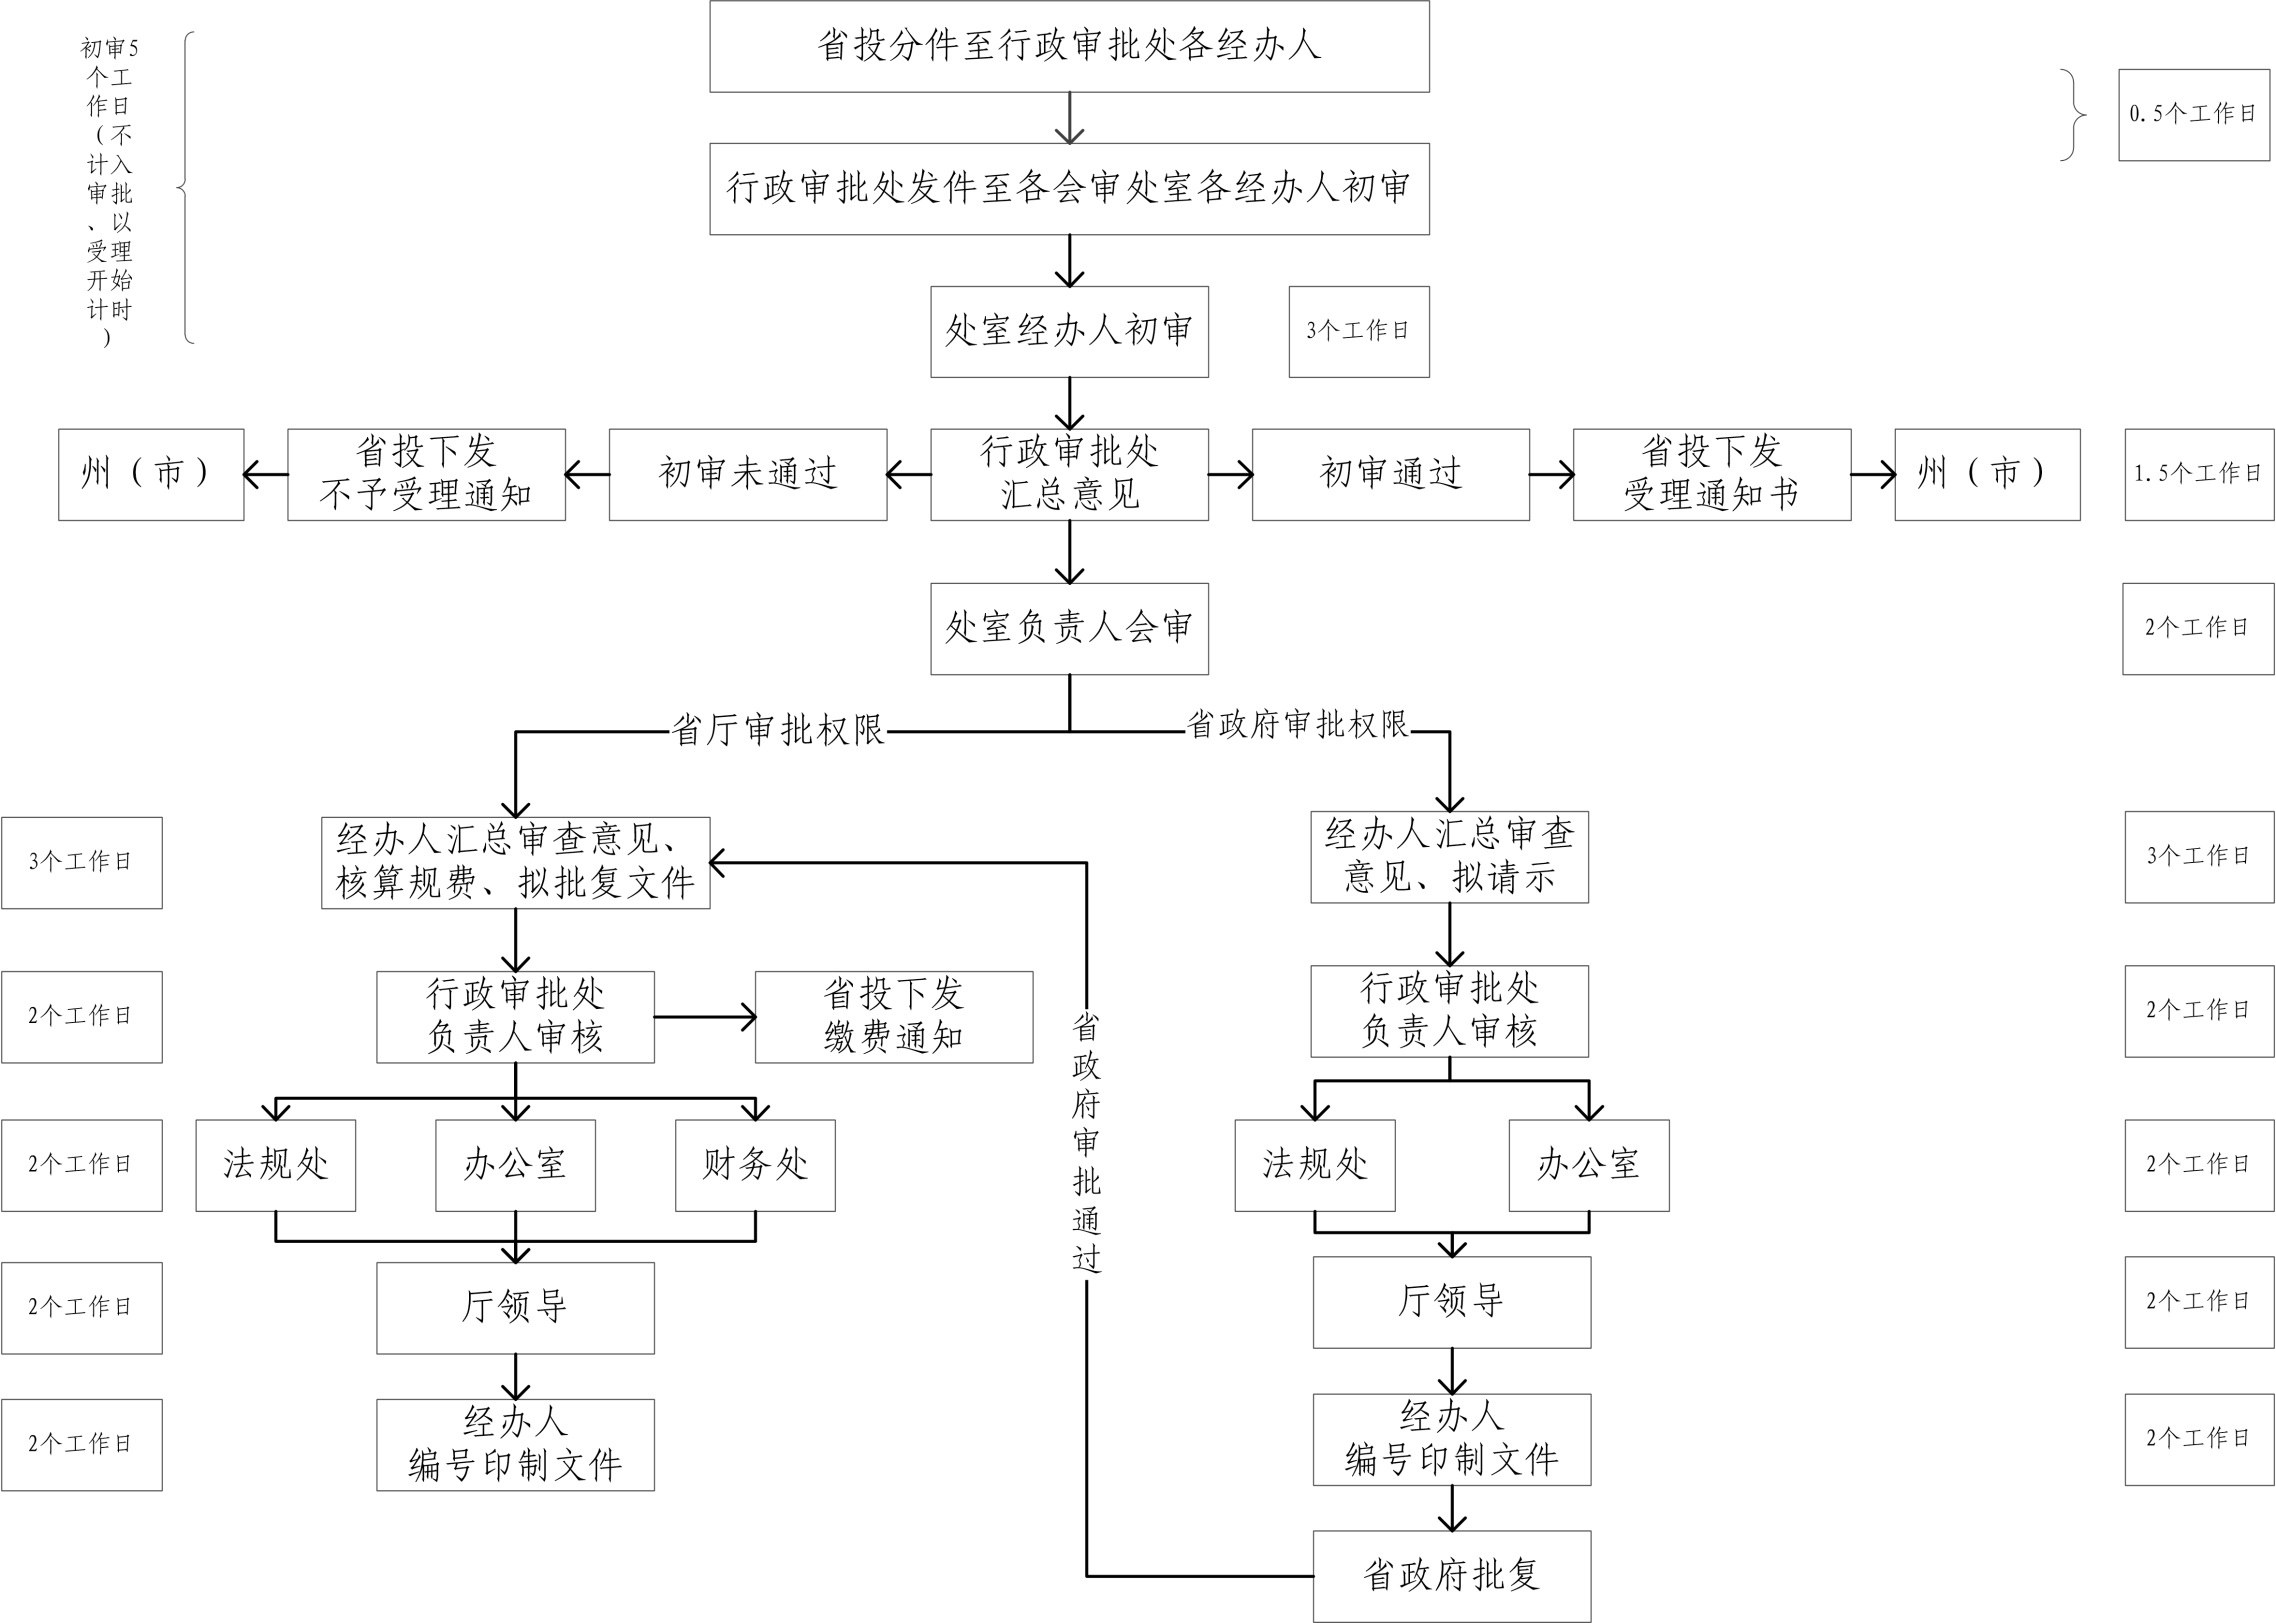 初审5
个工
作日
（不
计入
审批
、以
受理
开始
计时
）
省投分件至行政审批处各经办人
0.5个工作日
行政审批处发件至各会审处室各经办人初审
处室经办人初审
3个工作日
州（市）
省投下发
不予受理通知
初审未通过
行政审批处
汇总意见
初审通过
省投下发
受理通知书
州（市）
1.5个工作日
处室负责人会审
2个工作日
省厅审批权限
省政府审批权限
3个工作日
经办人汇总审查意见、
核算规费、拟批复文件
经办人汇总审查
意见、拟请示
3个工作日
2个工作日
行政审批处
负责人审核
省投下发
缴费通知
省政府审批通过
行政审批处
负责人审核
2个工作日
2个工作日
法规处
办公室
财务处
法规处
办公室
2个工作日
2个工作日
厅领导
厅领导
2个工作日
2个工作日
经办人
编号印制文件
经办人
编号印制文件
2个工作日
省政府批复